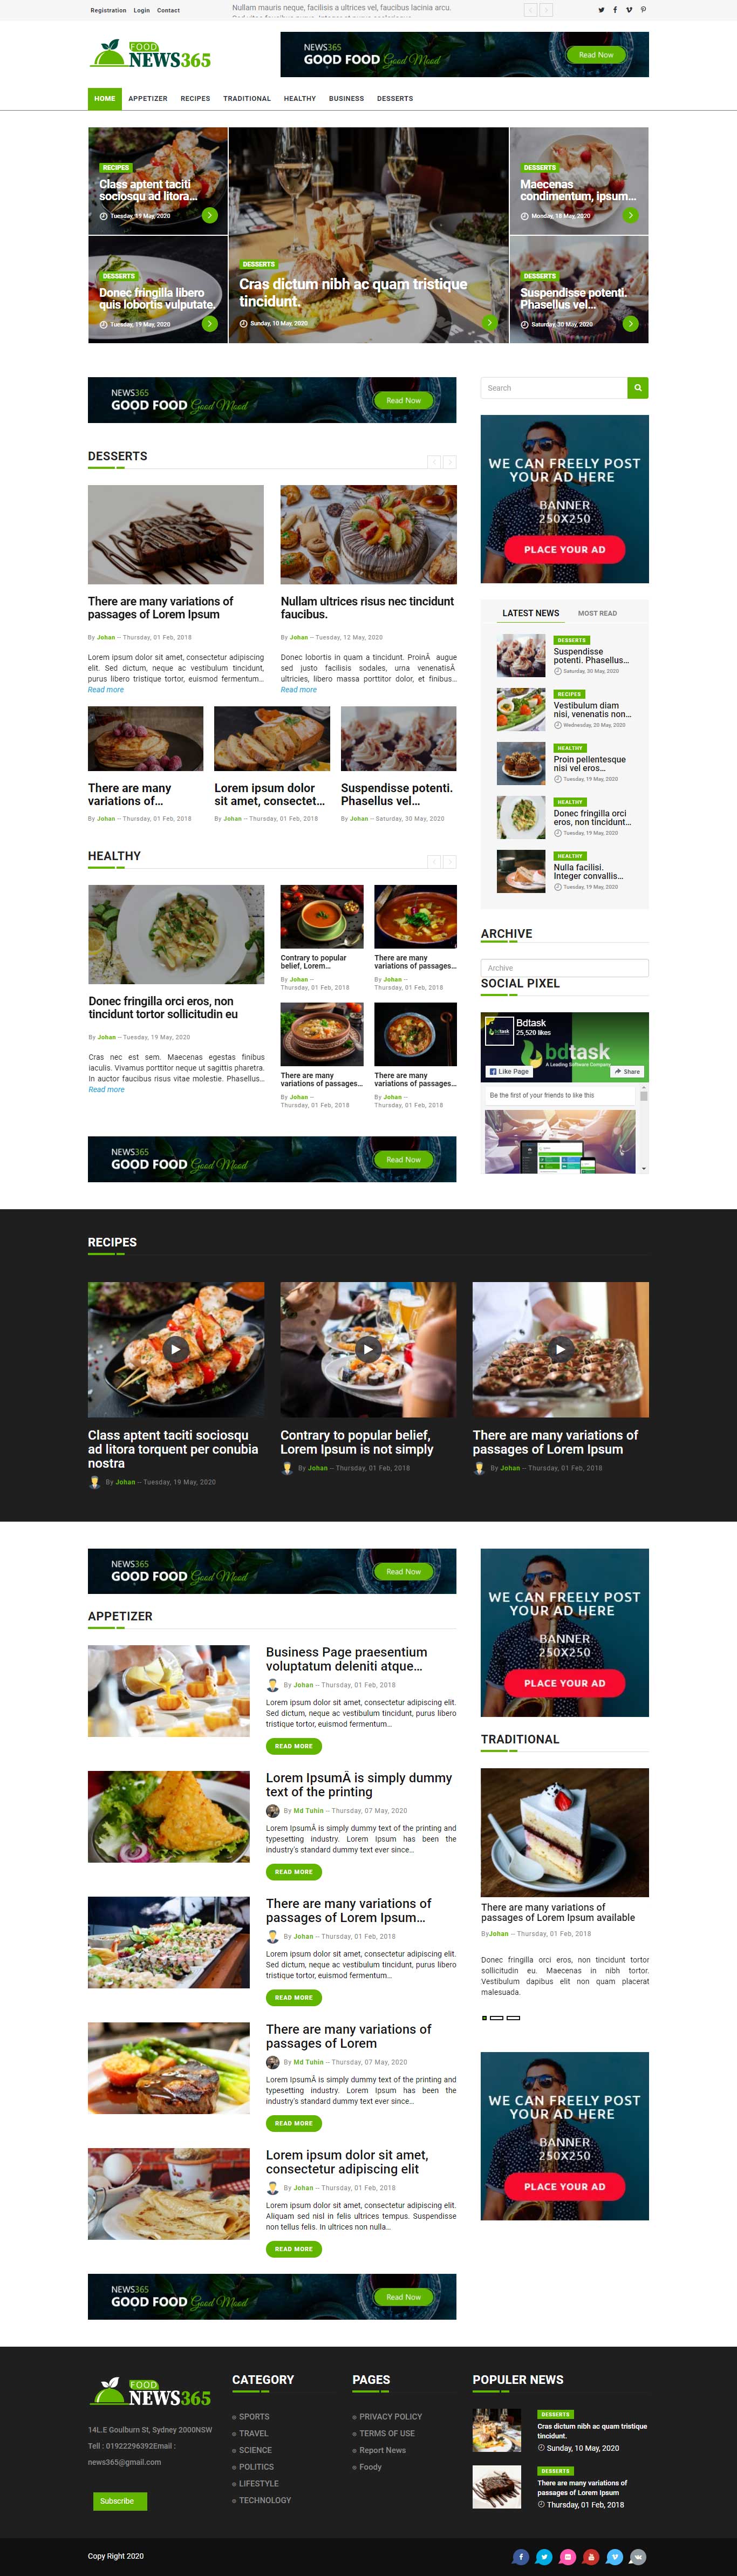 Registration Login Contact
Nullam mauris neque, facilisis a ultrices vel, faucibus lacinia arcu.
FOOD
NEWS365
NEWS365
GOOD FOOD Good Mood
Read Now
HOME APPETIZER RECIPES TRADITIONAL HEALTHY BUSINESS DESSERTS
RECIPES
Class aptent taciti
sociosqu ad litora...
Tuesday, 19 May, 2020
DESSERTS
Donec fringilla libero
quis lobortis vulputate.
Tuesday, 19 May, 2020
DESSERTS
Cras dictum nibh ac quam tristique
tincidunt.
Sunday, 10 May, 2020
DESSERTS
Maecenas
condimentum, ipsum...
Monday, 18 May, 2020
DESSERTS
Suspendisse potenti.
Phasellus vel...
Saturday, 30 May, 2020
NEWS365
GOOD FOOD Good Mood
Read Now
DESSERTS
There are many variations of
passages of Lorem Ipsum
By Johan -- Thursday, 01 Feb, 2018
Lorem ipsum dolor sit amet, consectetur adipiscing
elit. Sed dictum, neque ac vestibulum tincidunt,
purus libero tristique tortor, euismod fermentum...
Read more
Nullam ultrices risus nec tincidunt
faucibus.
By Johan -- Tuesday, 12 May, 2020
Donec lobortis in quam a tincidunt. ProinÂ augue
sed justo facilisis sodales, urna venenatisÂ
ultricies, libero massa porttitor dolor, et finibus...
Read more
There are many
variations of...
By Johan -- Thursday, 01 Feb, 2018
Lorem ipsum dolor
sit amet, consectet...
By Johan -- Thursday, 01 Feb, 2018
Suspendisse potenti.
Phasellus vel...
By Johan -- Saturday, 30 May, 2020
HEALTHY
Donec fringilla orci eros, non
tincidunt tortor sollicitudin eu
By Johan -- Tuesday, 19 May, 2020
Cras nec est sem. Maecenas egestas finibus
iaculis. Vivamus porttitor neque ut sagittis pharetra.
In auctor faucibus risus vitae molestie. Phasellus...
Read more
Contrary to popular
belief, Lorem...
By Johan --
Thursday, 01 Feb, 2018
There are many
variations of passages...
By Johan --
Thursday, 01 Feb, 2018
There are many
variations of passages...
By Johan --
Thursday, 01 Feb, 2018
There are many
variations of passages...
By Johan --
Thursday, 01 Feb, 2018
NEWS365
GOOD FOOD Good Mood
Read Now
Search
WE CAN FREELY POST
YOUR AD HERE
BANNER
250X250
PLACE YOUR AD
LATEST NEWS MOST READ
DESSERTS
Suspendisse
potenti. Phasellus...
Saturday, 30 May, 2020
RECIPES
Vestibulum diam
nisi, venenatis non...
Wednesday, 20 May, 2020
HEALTHY
Proin pellentesque
nisi vel eros...
Tuesday, 19 May, 2020
HEALTHY
Donec fringilla orci
eros, non tincidunt...
Tuesday, 19 May, 2020
HEALTHY
Nulla facilisi.
Integer convallis...
Tuesday, 19 May, 2020
ARCHIVE
Archive
SOCIAL PIXEL
bdtask
Bdtask
25,520 likes
bdtask
A Leading Software Company
Like Page
Share
Be the first of your friends to like this
RECIPES
Class aptent taciti sociosqu
ad litora torquent per conubia
nostra
By Johan -- Tuesday, 19 May, 2020
Contrary to popular belief,
Lorem Ipsum is not simply
By Johan -- Thursday, 01 Feb, 2018
There are many variations of
passages of Lorem Ipsum
By Johan -- Thursday, 01 Feb, 2018
NEWS365
GOOD FOOD Good Mood
Read Now
APPETIZER
Business Page praesentium
voluptatum deleniti atque...
By Johan -- Thursday, 01 Feb, 2018
Lorem ipsum dolor sit amet, consectetur adipiscing elit.
Sed dictum, neque ac vestibulum tincidunt, purus libero
tristique tortor, euismod fermentum...
READ MORE
Lorem IpsumÂ is simply dummy
text of the printing
By Md Tuhin -- Thursday, 07 May, 2020
Lorem IpsumÂ is simply dummy text of the printing and
typesetting industry. Lorem Ipsum has been the
industry's standard dummy text ever since...
READ MORE
There are many variations of
passages of Lorem Ipsum...
By Johan -- Thursday, 01 Feb, 2018
Lorem ipsum dolor sit amet, consectetur adipiscing elit.
Sed dictum, neque ac vestibulum tincidunt, purus libero
tristique tortor, euismod fermentum...
READ MORE
There are many variations of
passages of Lorem
By Md Tuhin -- Thursday, 07 May, 2020
Lorem IpsumÂ is simply dummy text of the printing and
typesetting industry. Lorem Ipsum has been the
industry's standard dummy text ever since...
READ MORE
Lorem ipsum dolor sit amet,
consectetur adipiscing elit
By Johan -- Thursday, 01 Feb, 2018
Lorem ipsum dolor sit amet, consectetur adipiscing elit.
Aliquam sed nisl in felis ultrices tempus. Suspendisse
non tellus felis. In ultrices non nulla...
READ MORE
NEWS365
GOOD FOOD Good Mood
Read Now
WE CAN FREELY POST
YOUR AD HERE
BANNER
250X250
PLACE YOUR AD
TRADITIONAL
There are many variations of
passages of Lorem Ipsum available
ByJohan -- Thursday, 01 Feb, 2018
Donec fringilla orci eros, non tincidunt tortor
sollicitudin eu. Maecenas in nibh tortor.
Vestibulum dapibus elit non quam placerat
malesuada.
WE CAN FREELY POST
YOUR AD HERE
BANNER
250X250
PLACE YOUR AD
FOOD
NEWS365
14L.E Goulburn St, Sydney 2000NSW
Tell : 01922296392Email :
news365@gmail.com
Subscribe
CATEGORY
SPORTS
TRAVEL
SCIENCE
POLITICS
LIFESTYLE
TECHNOLOGY
PAGES
PRIVACY POLICY
TERMS OF USE
Report News
Foody
POPULER NEWS
DESSERTS
Cras dictum nibh ac quam tristique
tincidunt.
Sunday, 10 May, 2020
DESSERTS
There are many variations of
passages of Lorem Ipsum
Thursday, 01 Feb, 2018
Copy Right 2020